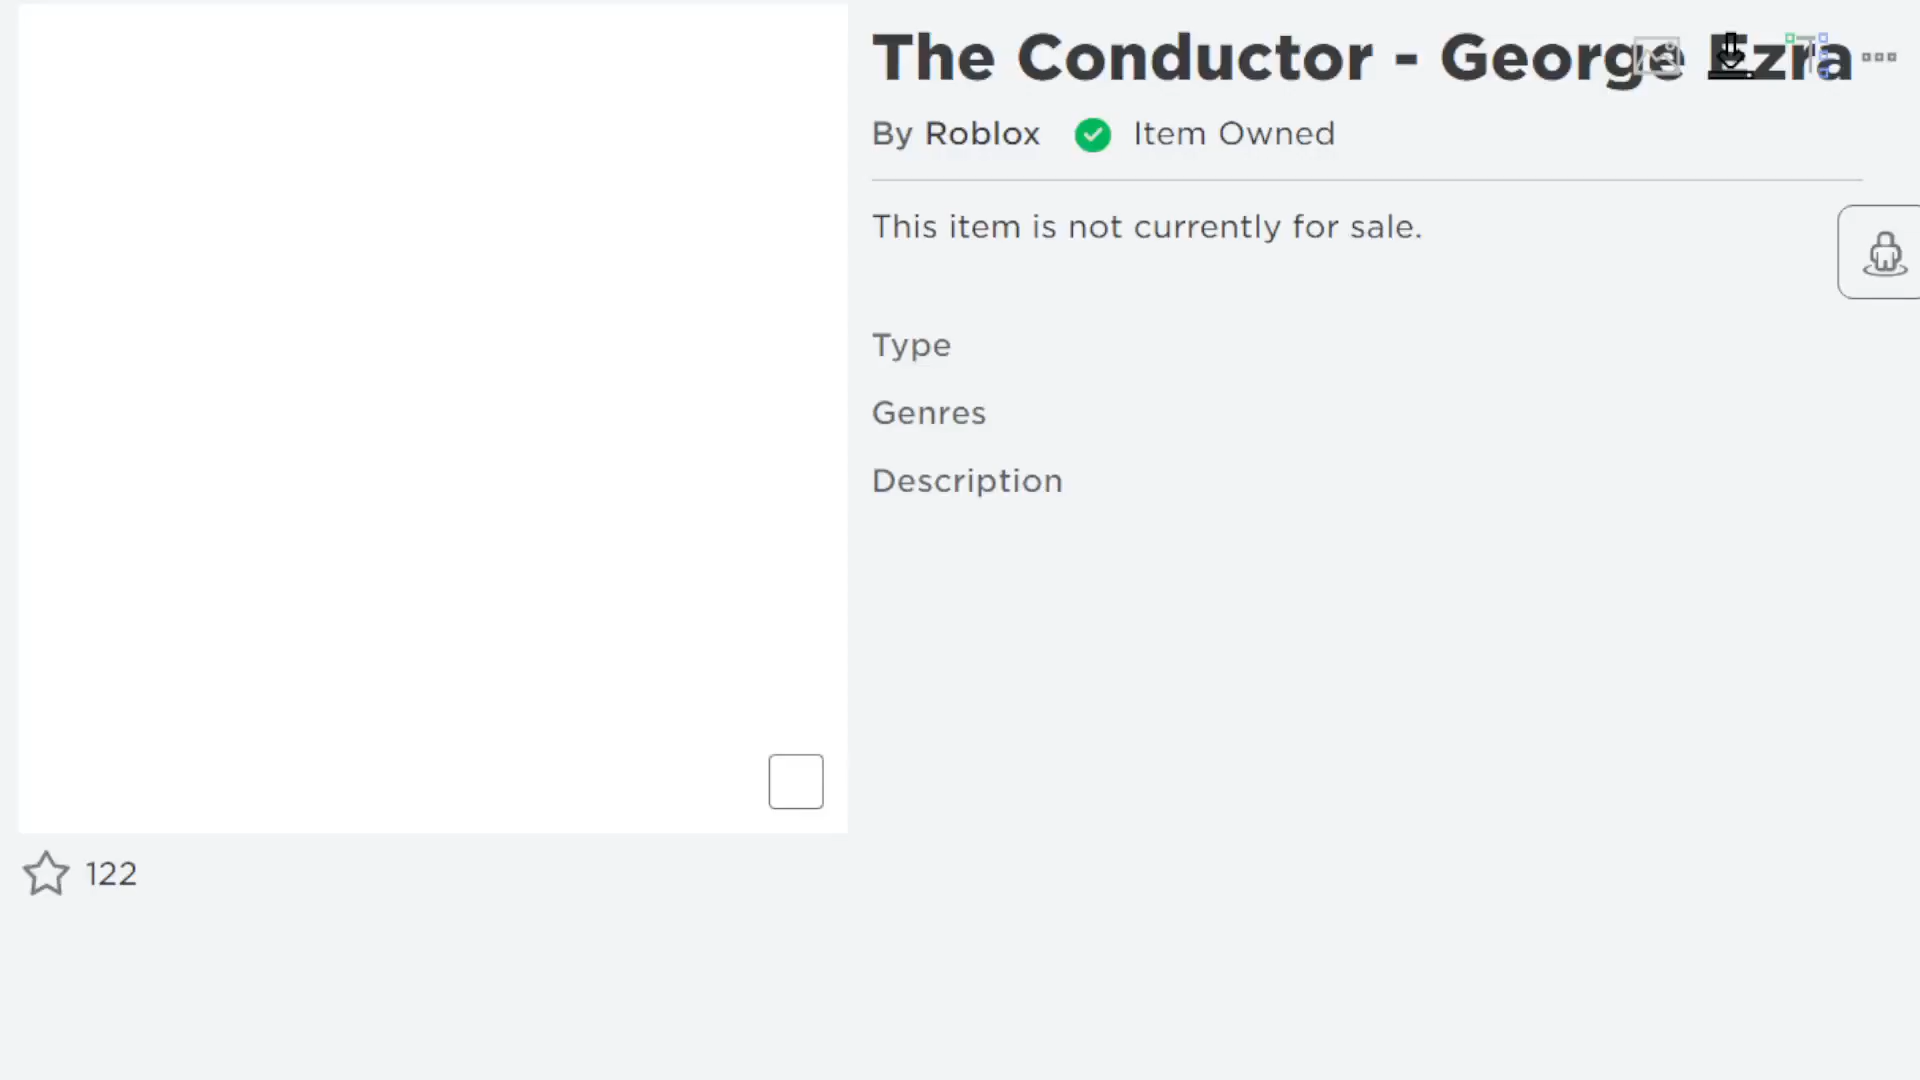 The Conductor - George Ezra
By Roblox Item Owned
This item is not currently for sale.
Type
Genres
Description
122